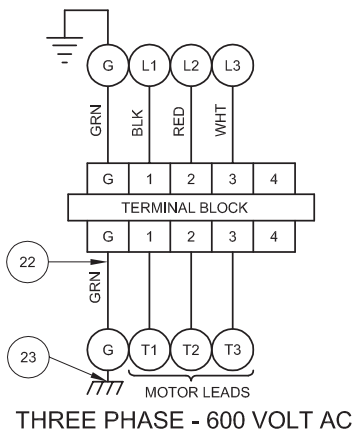 G L1 L2 L3
GRN BLK RED WHT
G 1 2 3 4
TERMINAL BLOCK
G 1 2 3 4
22
GRN
23
G T1 T2 T3
MOTOR LEADS
THREE PHASE - 600 VOLT AC